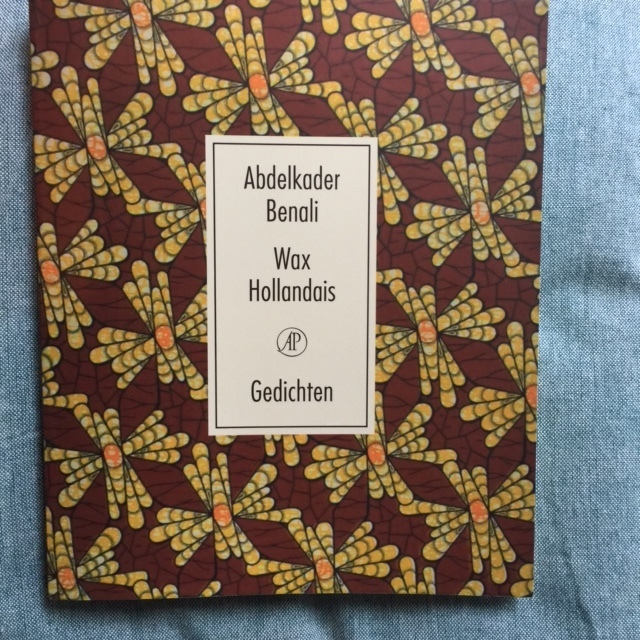 Abdelkader
Benali
Wax
Hollandais
AP
Gedichten